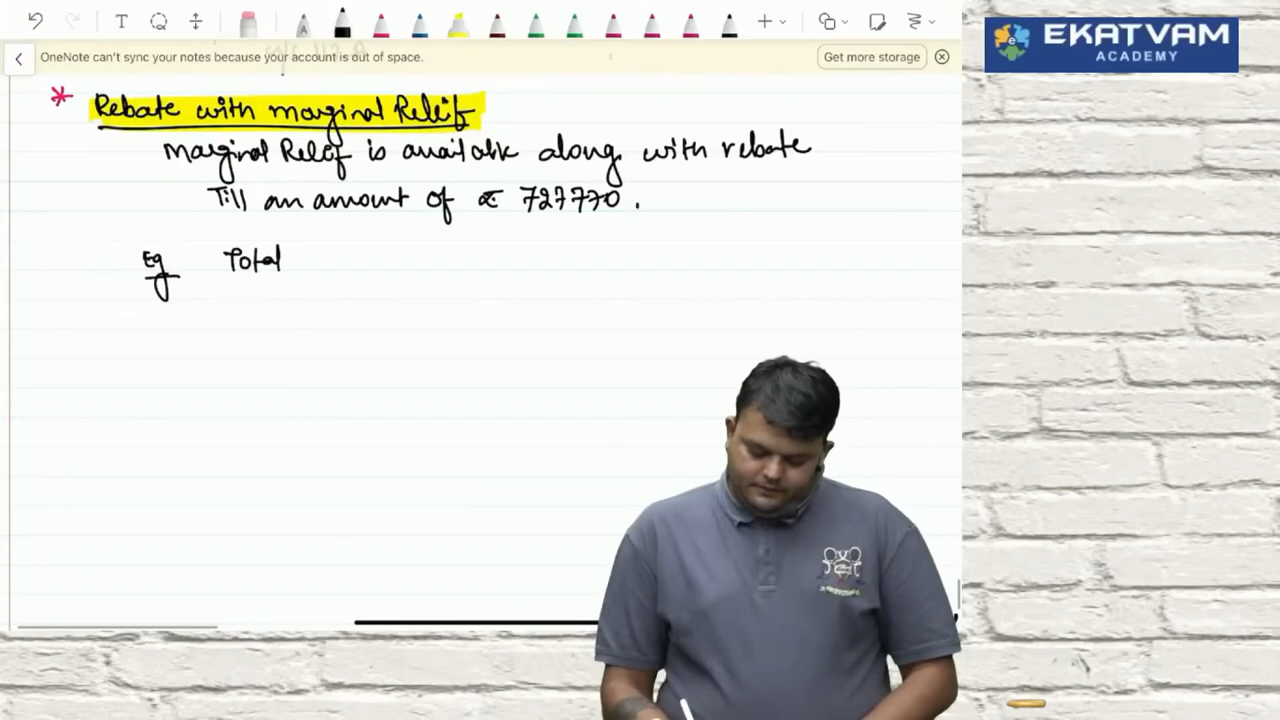 OneNote can't sync your notes because your account is out of space.
Get more storage
EKATVAM
ACADEMY
* Rebate with marginal Releif
Marginal Relief is available along with rebate
Till an amount of ₹ 727770.
Eg Total